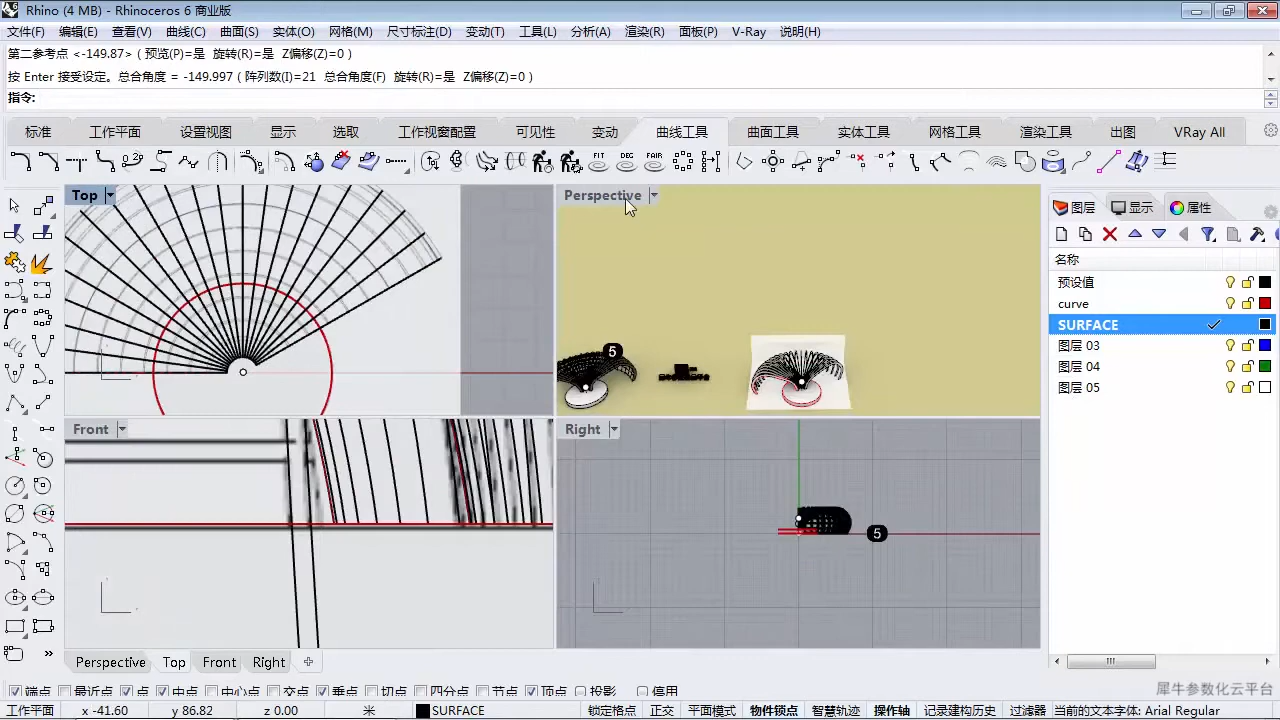 Rhino (4 MB) - Rhinoceros 6 商业版
文件(F) 编辑(E) 查看(V) 曲线(C) 曲面(S) 实体(O) 网格(M) 尺寸标注(D) 变动(T) 工具(L) 分析(A) 渲染(R) 面板(P) V-Ray 说明(H)
第二参考点 <-149.87> ( 预览(P)=是 旋转(R)=是 Z偏移(Z)=0 )
按 Enter 接受设定。总合角度 = -149.997 ( 阵列数(I)=21 总合角度(F) 旋转(R)=是 Z偏移(Z)=0 )
指令:
标准 工作平面 设置视图 显示 选取 工作视窗配置 可见性 变动 曲线工具 曲面工具 实体工具 网格工具 渲染工具 出图 VRay All
FIT DEC FAIR
Top
Perspective
图层 显示 属性
名称
预设值
curve
SURFACE
图层 03
图层 04
图层 05
5
Front
Right
5
Perspective Top Front Right
端点 最近点 点 中点 中心点 交点 垂点 切点 四分点 节点 顶点 投影 停用
犀牛参数化云平台
工作平面 x -41.60 y 86.82 z 0.00 米 SURFACE 锁定格点 正交 平面模式 物件锁点 智慧轨迹 操作轴 记录建构历史 过滤器 当前的文本字体: Arial Regular